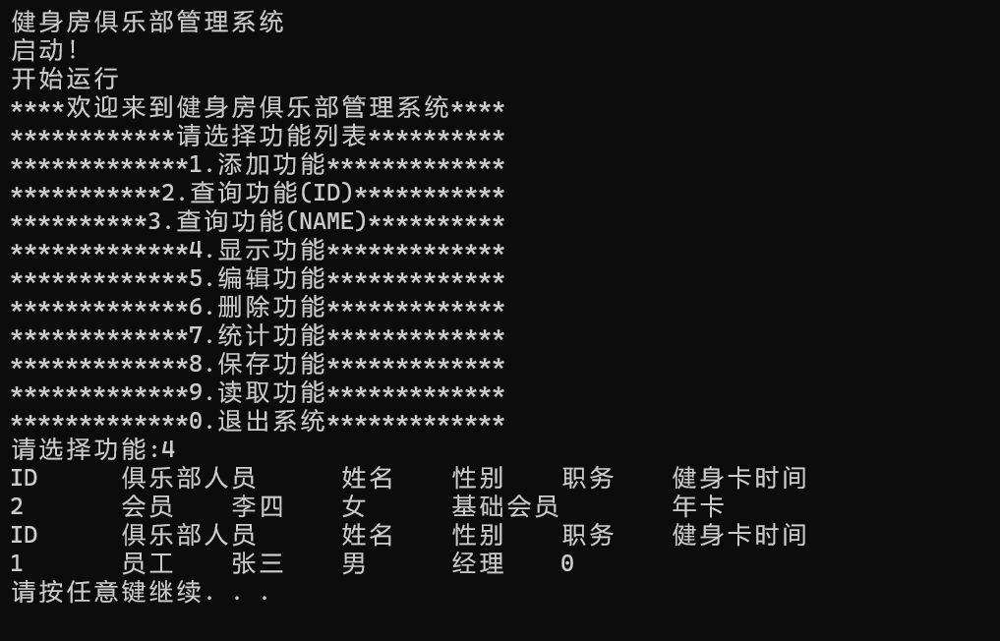 健身房俱乐部管理系统
启动!
开始运行
****欢迎来到健身房俱乐部管理系统****
************请选择功能列表**********
*************1.添加功能*************
***********2.查询功能(ID)***********
**********3.查询功能(NAME)**********
*************4.显示功能*************
*************5.编辑功能*************
*************6.删除功能*************
*************7.统计功能*************
*************8.保存功能*************
*************9.读取功能*************
*************0.退出系统*************
请选择功能:4
ID      俱乐部人员      姓名    性别    职务    健身卡时间
2       会员    李四    女      基础会员        年卡
ID      俱乐部人员      姓名    性别    职务    健身卡时间
1       员工    张三    男      经理    0
请按任意键继续. . .